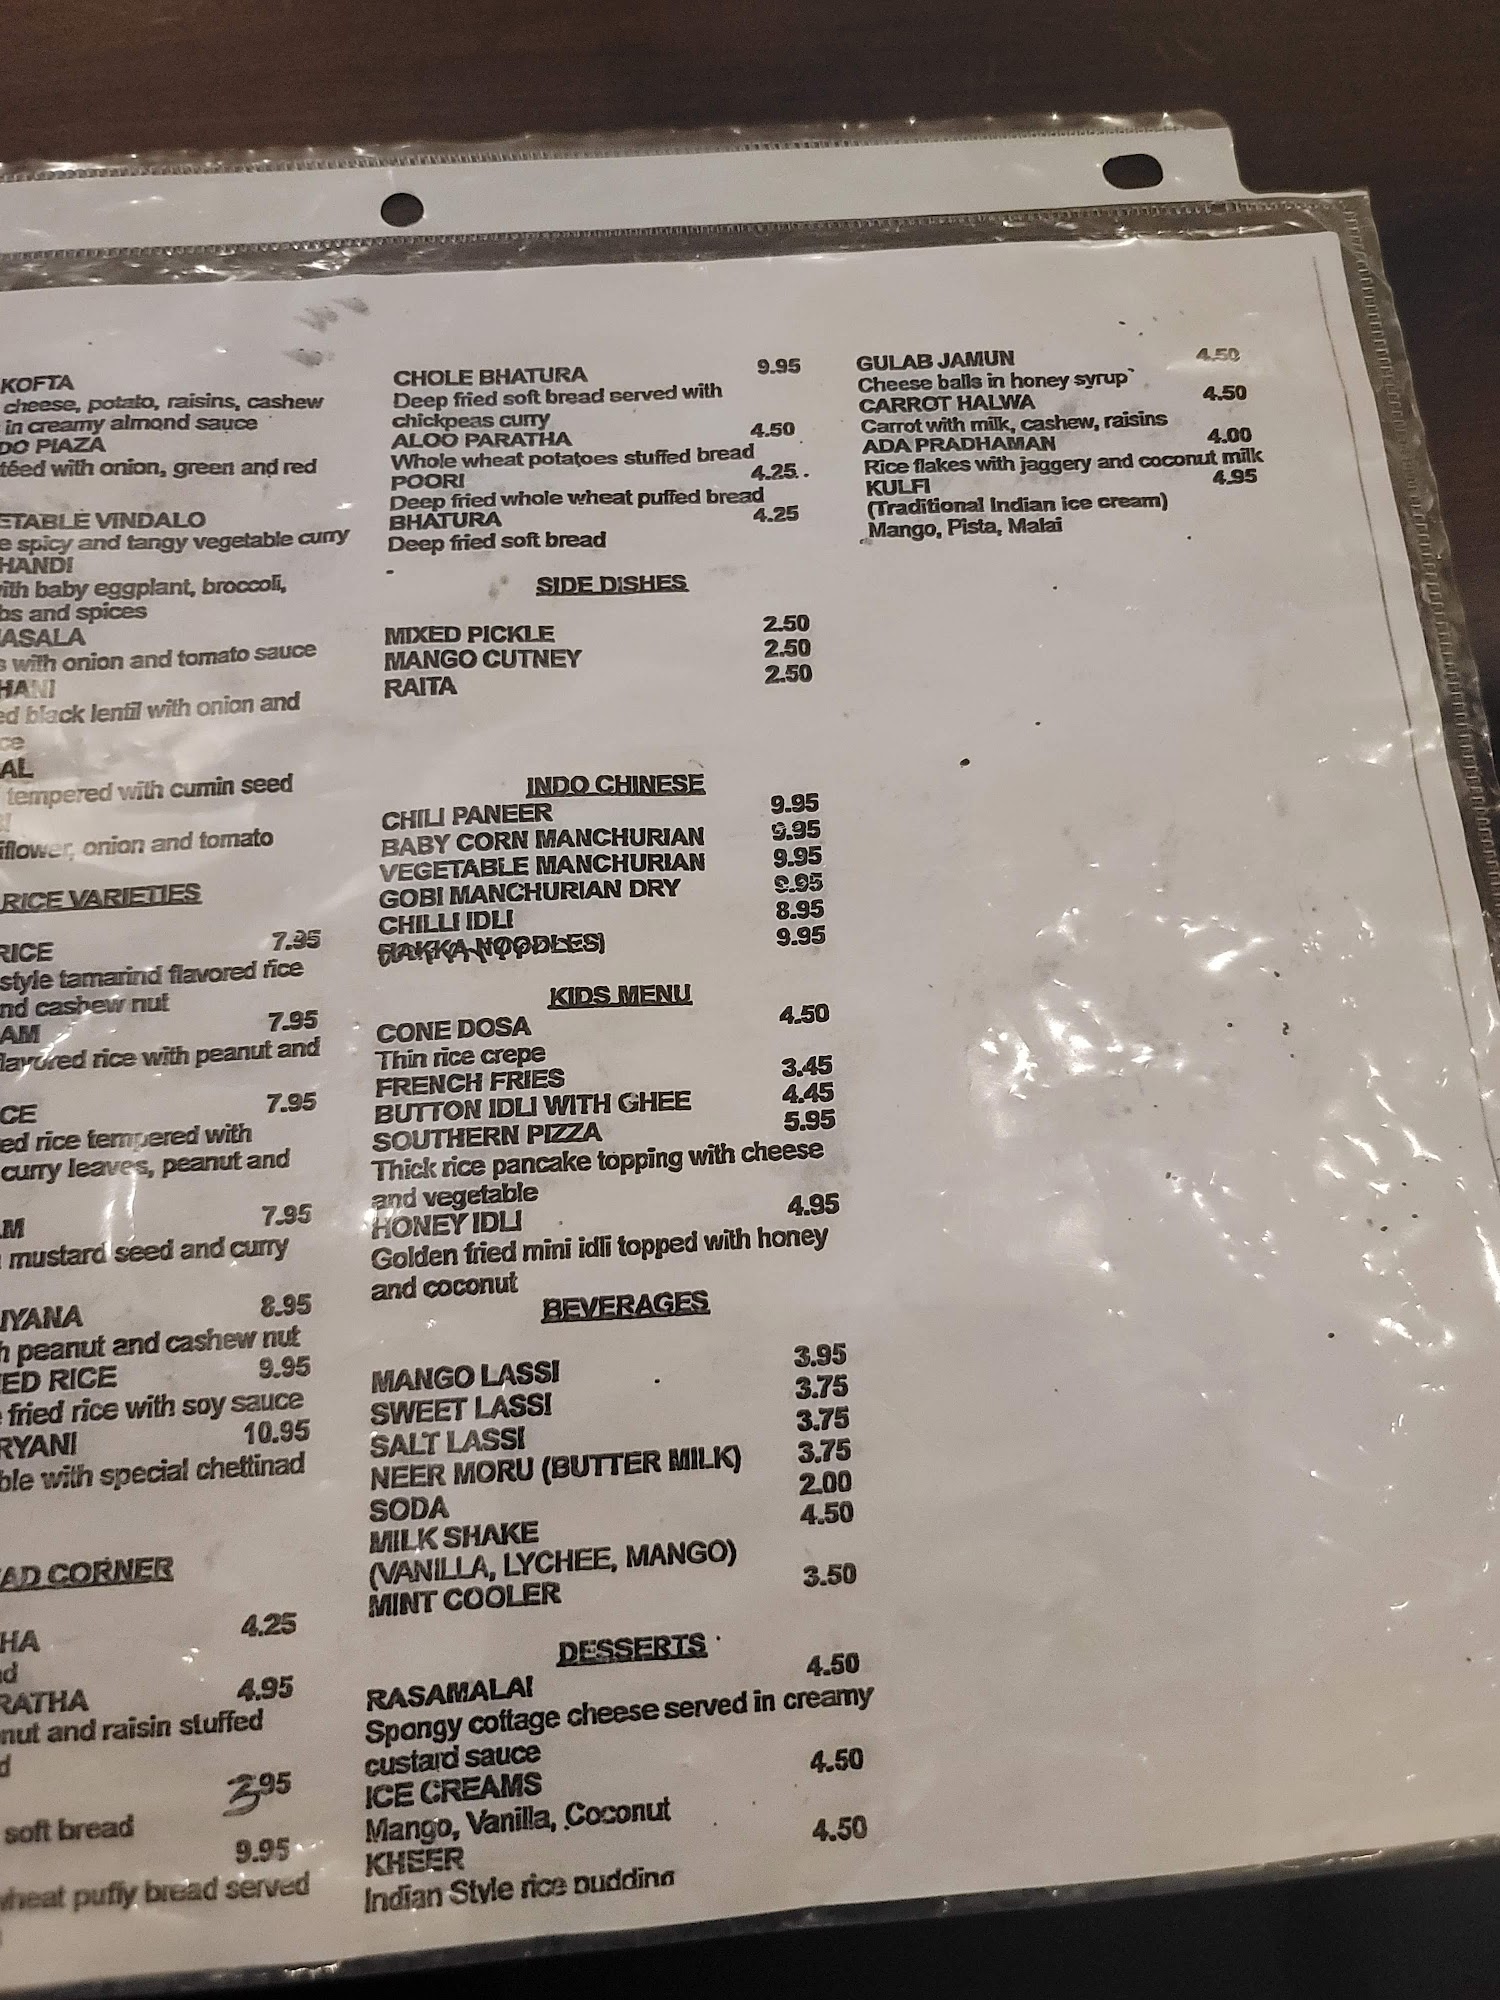 KOFTA
cheese, potato, raisins, cashew
in creamy almond sauce
DO PIAZA
téed with onion, green and red
ETABLE VINDALO
e spicy and tangy vegetable curry
HANDI
with baby eggplant, broccoli,
bs and spices
ASALA
s with onion and tomato sauce
HANI
ed black lentil with onion and
ce
AL
tempered with cumin seed
iflower, onion and tomato
RICE VARIETIES
RICE 7.95
style tamarind flavored rice
nd cashew nut
AM 7.95
lavored rice with peanut and
CE 7.95
ed rice tempered with
curry leaves, peanut and
AM 7.95
mustard seed and curry
IYANA 8.95
h peanut and cashew nut
ED RICE 9.95
fried rice with soy sauce
RYANI 10.95
ble with special chettinad
AD CORNER
HA 4.25
d
RATHA 4.95
nut and raisin stuffed
d
3.95
soft bread
9.95
wheat puffy bread served
CHOLE BHATURA 9.95
Deep fried soft bread served with
chickpeas curry
ALOO PARATHA 4.50
Whole wheat potatoes stuffed bread
POORI 4.25
Deep fried whole wheat puffed bread
BHATURA 4.25
Deep fried soft bread
SIDE DISHES
MIXED PICKLE 2.50
MANGO CUTNEY 2.50
RAITA 2.50
INDO CHINESE
CHILI PANEER 9.95
BABY CORN MANCHURIAN 9.95
VEGETABLE MANCHURIAN 9.95
GOBI MANCHURIAN DRY 9.95
CHILLI IDLI 8.95
HAKKA NOODLES) 9.95
KIDS MENU
CONE DOSA 4.50
Thin rice crepe
FRENCH FRIES 3.45
BUTTON IDLI WITH GHEE 4.45
SOUTHERN PIZZA 5.95
Thick rice pancake topping with cheese
and vegetable
HONEY IDLI 4.95
Golden fried mini idli topped with honey
and coconut
BEVERAGES
MANGO LASSI 3.95
SWEET LASSI 3.75
SALT LASSI 3.75
NEER MORU (BUTTER MILK) 3.75
SODA 2.00
MILK SHAKE 4.50
(VANILLA, LYCHEE, MANGO)
MINT COOLER 3.50
DESSERTS
RASAMALAI 4.50
Spongy cottage cheese served in creamy
custard sauce
ICE CREAMS 4.50
Mango, Vanilla, Coconut
KHEER 4.50
Indian Style rice pudding
GULAB JAMUN 4.50
Cheese balls in honey syrup
CARROT HALWA 4.50
Carrot with milk, cashew, raisins
ADA PRADHAMAN 4.00
Rice flakes with jaggery and coconut milk
KULFI 4.95
(Traditional Indian ice cream)
Mango, Pista, Malai